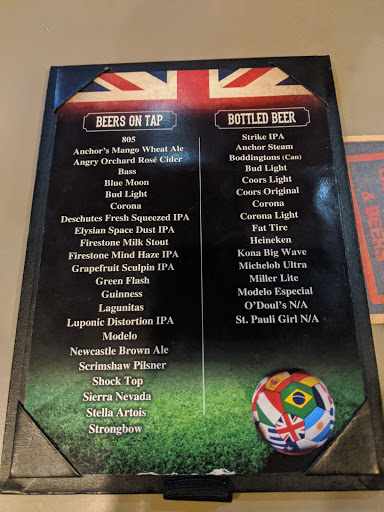 BEERS ON TAP
805
Anchor's Mango Wheat Ale
Angry Orchard Rosé Cider
Bass
Blue Moon
Bud Light
Corona
Deschutes Fresh Squeezed IPA
Elysian Space Dust IPA
Firestone Milk Stout
Firestone Mind Haze IPA
Grapefruit Sculpin IPA
Green Flash
Guinness
Lagunitas
Luponic Distortion IPA
Modelo
Newcastle Brown Ale
Scrimshaw Pilsner
Shock Top
Sierra Nevada
Stella Artois
Strongbow
BOTTLED BEER
Strike IPA
Anchor Steam
Boddingtons (Can)
Bud Light
Coors Light
Coors Original
Corona
Corona Light
Fat Tire
Heineken
Kona Big Wave
Michelob Ultra
Miller Lite
Modelo Especial
O'Doul's N/A
St. Pauli Girl N/A
& BEERS